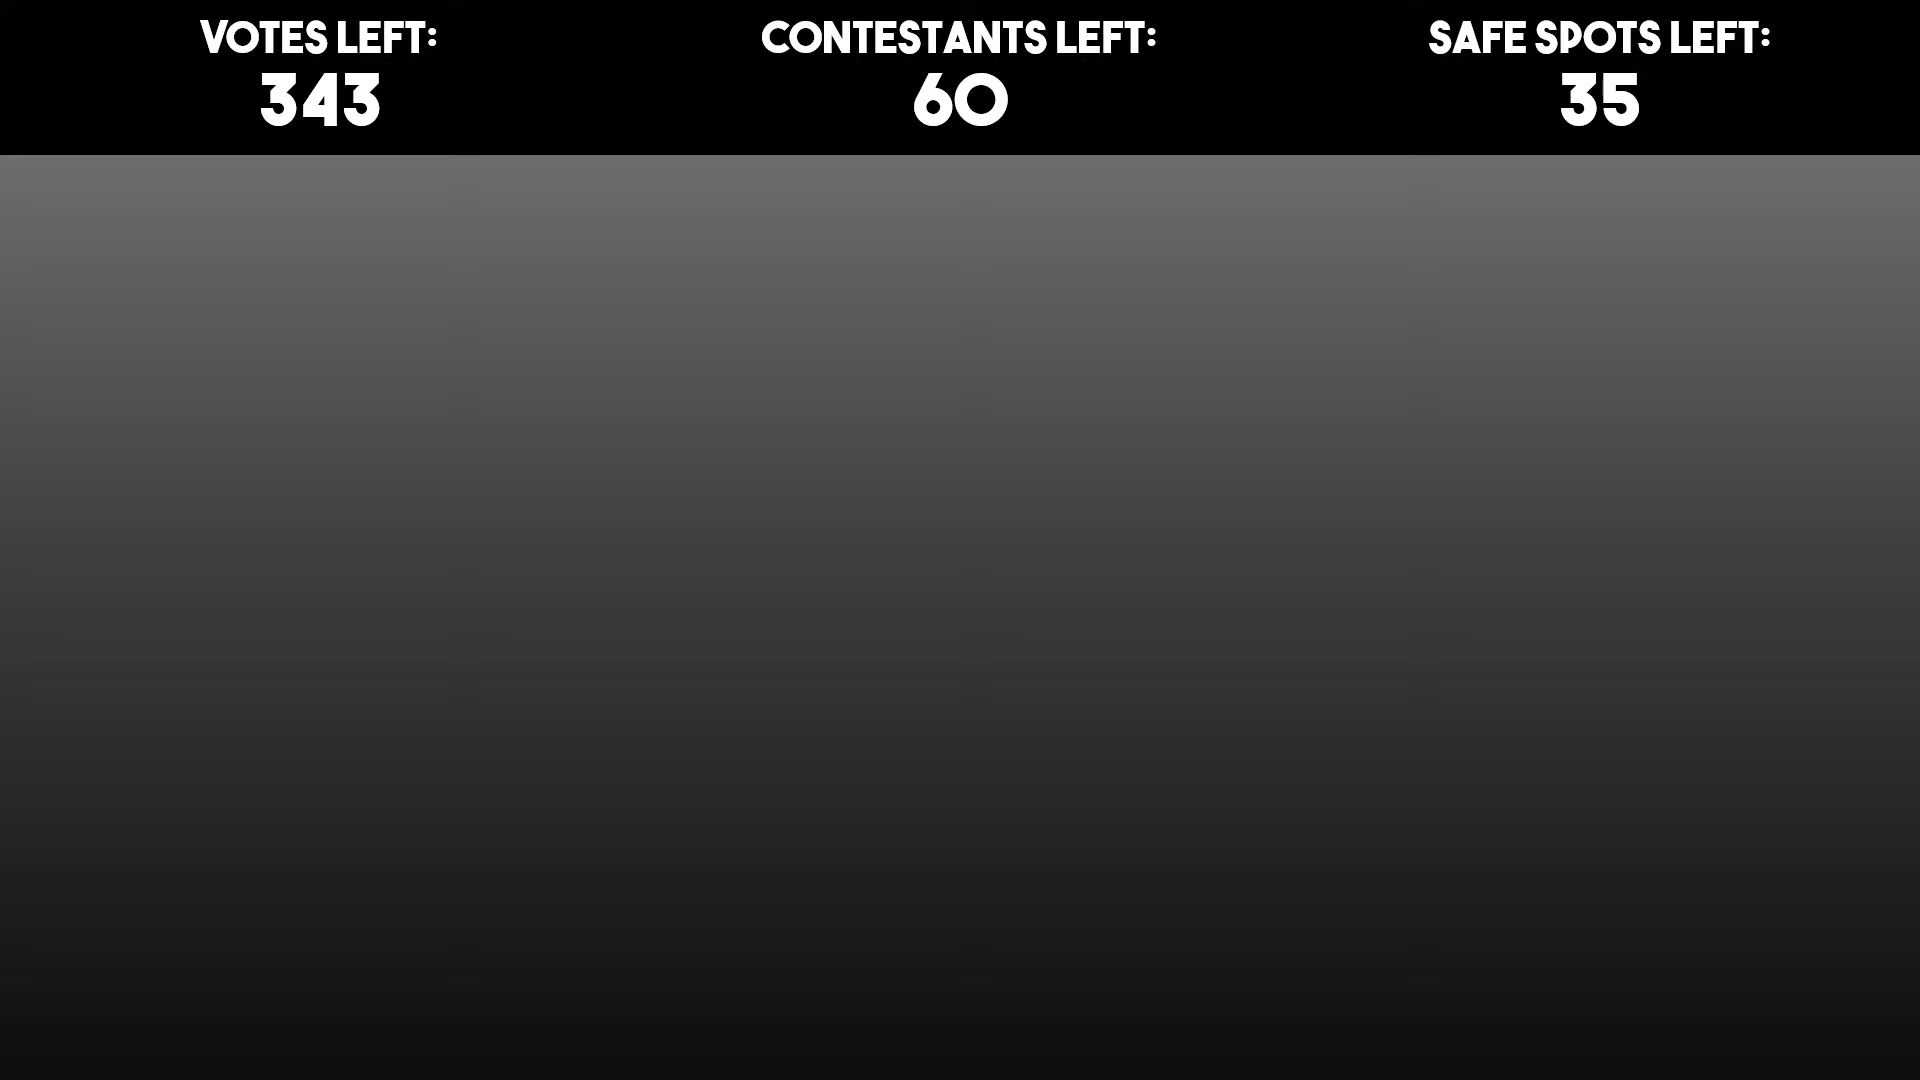 VOTES LEFT:
343
CONTESTANTS LEFT:
60
SAFE SPOTS LEFT:
35